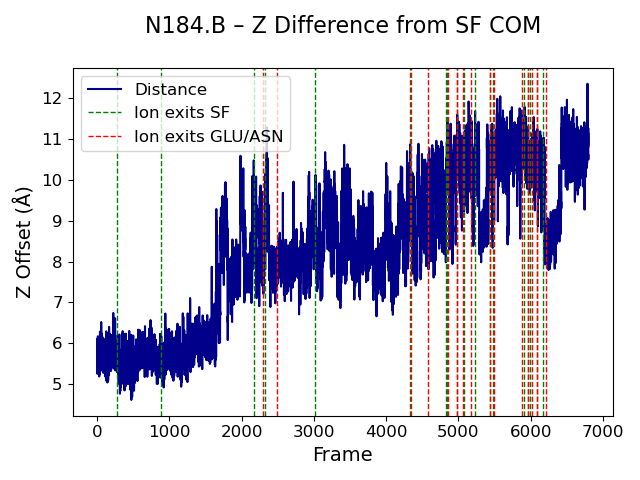 N184.B – Z Difference from SF COM
Distance
Ion exits SF
Ion exits GLU/ASN
Z Offset (Å)
12
11
10
9
8
7
6
5
0 1000 2000 3000 4000 5000 6000 7000
Frame